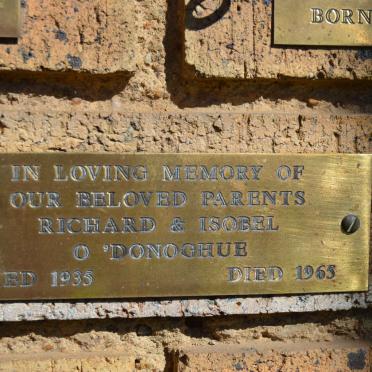 BORN
IN LOVING MEMORY OF
OUR BELOVED PARENTS
RICHARD & ISOBEL
O 'DONOGHUE
ED 1935 DIED 1965